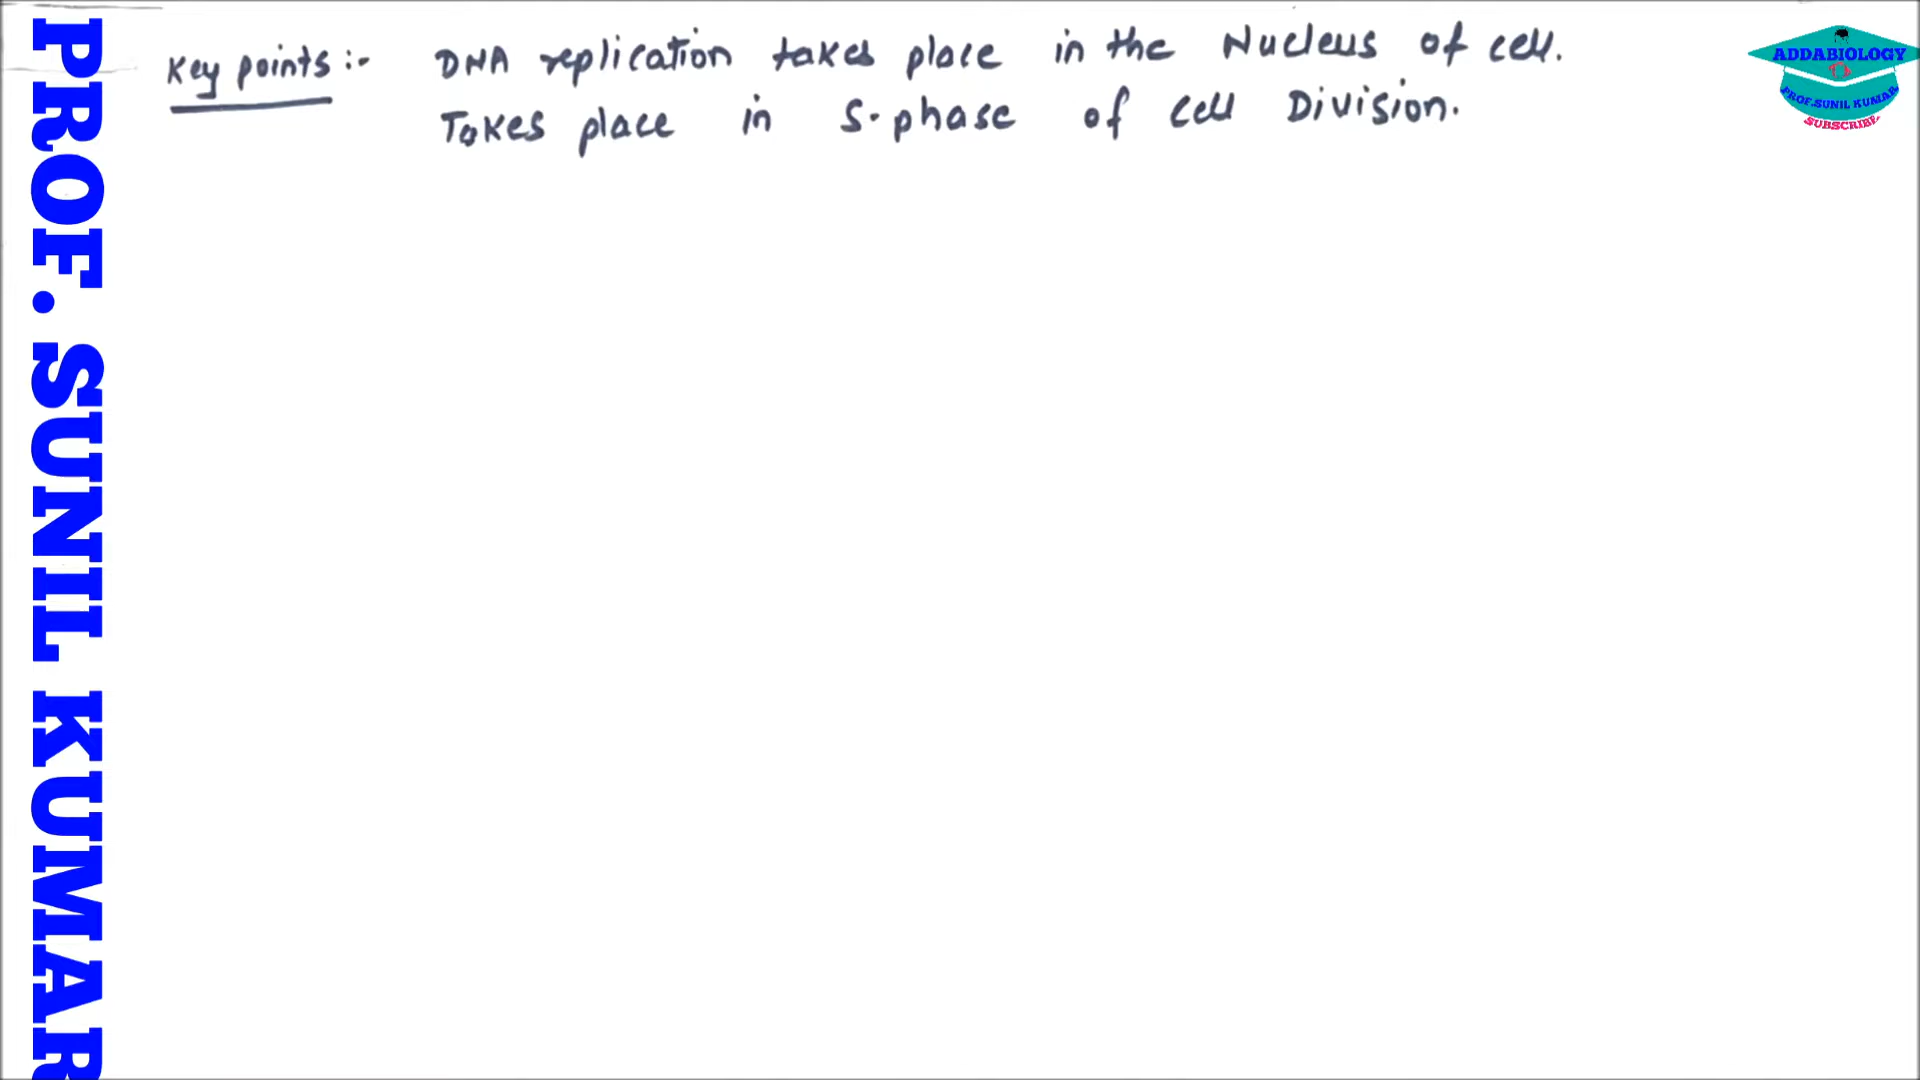 Key points :- DNA replication takes place in the Nucleus of cell.
Takes place in S-phase of cell Division.
PROF. SUNIL KUMAR
ADDABIOLOGY
PROF.SUNIL KUMAR
SUBSCRIBE